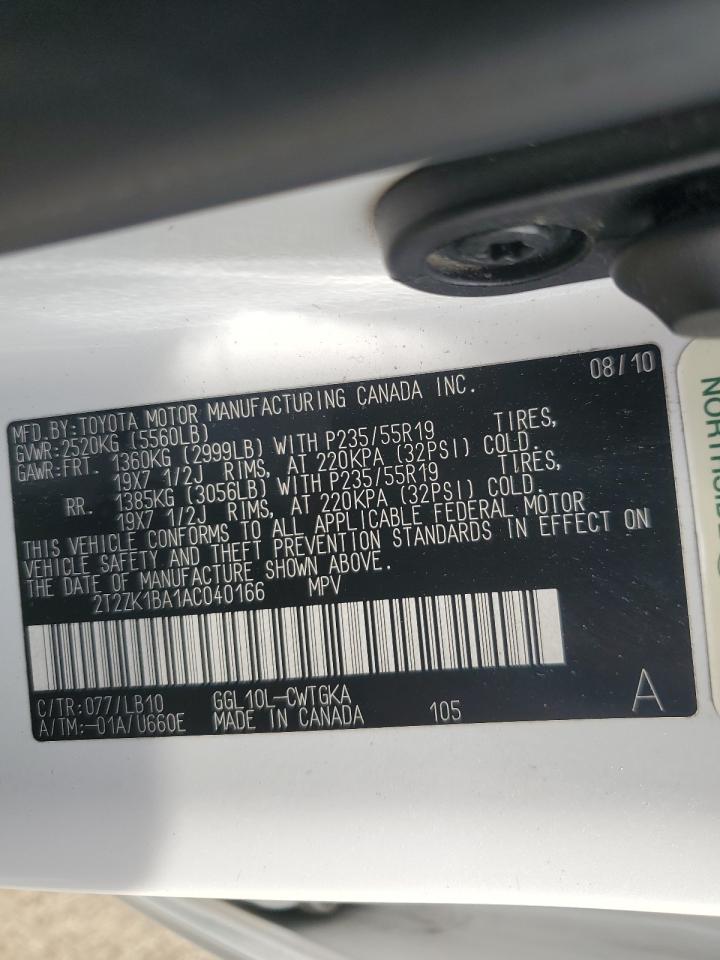 08/10
MFD.BY:TOYOTA MOTOR MANUFACTURING CANADA INC.
GVWR:2520KG (5560LB)
GAWR:FRT. 1360KG (2999LB) WITH P235/55R19 TIRES,
19X7 1/2J RIMS, AT 220KPA (32PSI) COLD.
RR. 1385KG (3056LB) WITH P235/55R19 TIRES,
19X7 1/2J RIMS, AT 220KPA (32PSI) COLD.
THIS VEHICLE CONFORMS TO ALL APPLICABLE FEDERAL MOTOR
VEHICLE SAFETY AND THEFT PREVENTION STANDARDS IN EFFECT ON
THE DATE OF MANUFACTURE SHOWN ABOVE.
2T2ZK1BA1AC040166 MPV
C/TR:077/LB10 GGL10L-CWTGKA
A/TM:-01A/U660E MADE IN CANADA 105
A